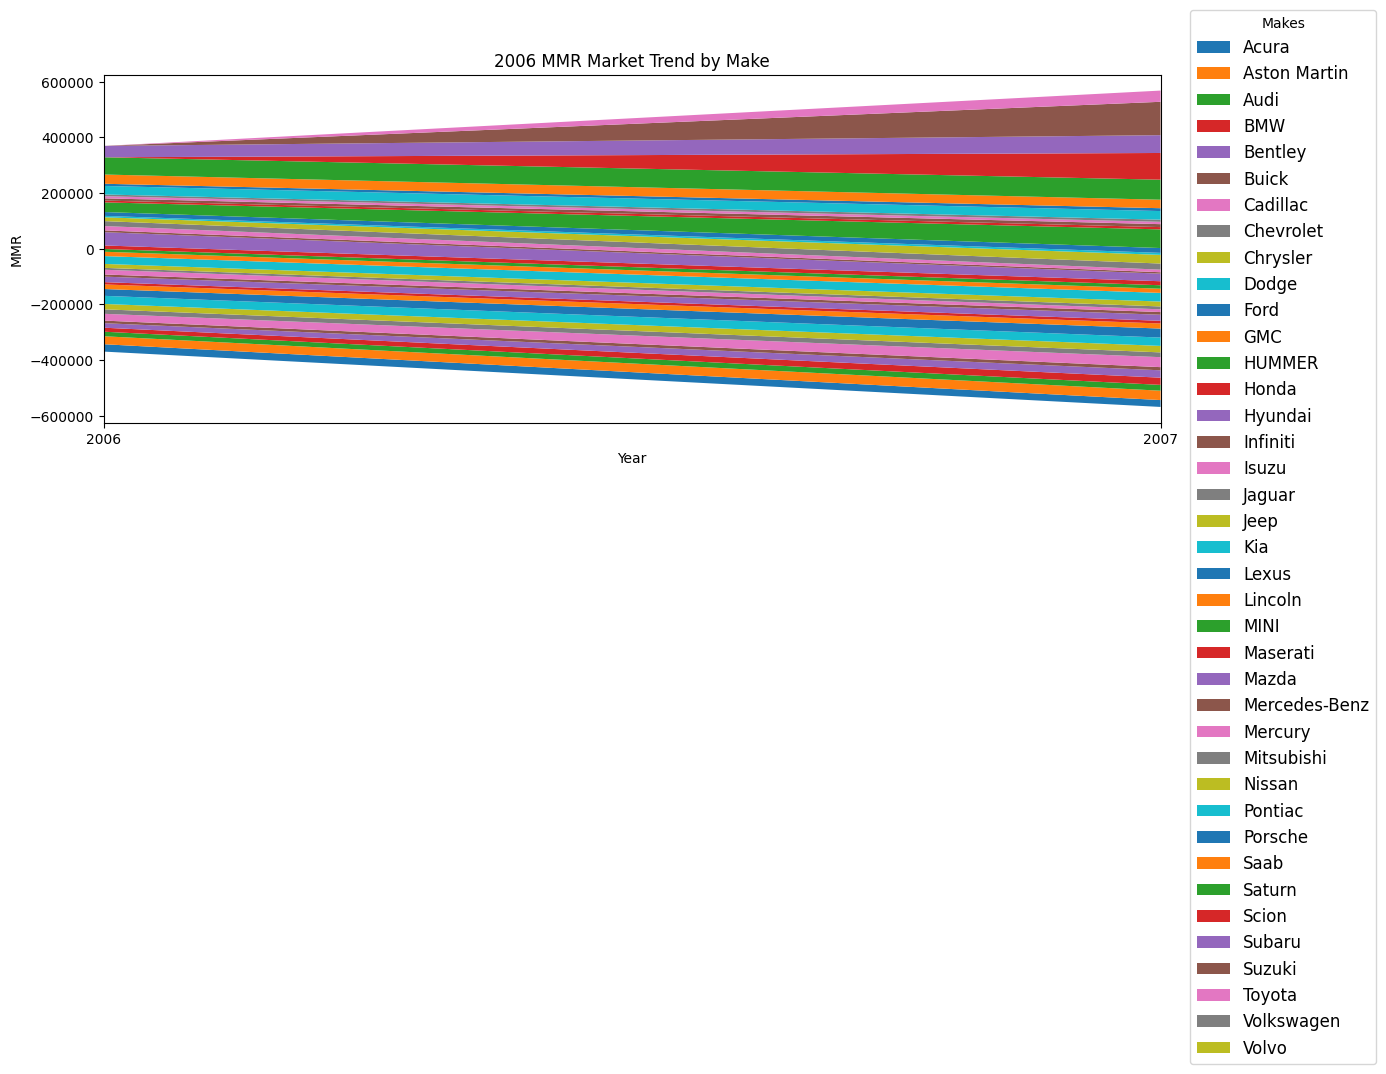 2006 MMR Market Trend by Make
MMR
600000
400000
200000
0
−200000
−400000
−600000
2006
2007
Year
Makes
Acura
Aston Martin
Audi
BMW
Bentley
Buick
Cadillac
Chevrolet
Chrysler
Dodge
Ford
GMC
HUMMER
Honda
Hyundai
Infiniti
Isuzu
Jaguar
Jeep
Kia
Lexus
Lincoln
MINI
Maserati
Mazda
Mercedes-Benz
Mercury
Mitsubishi
Nissan
Pontiac
Porsche
Saab
Saturn
Scion
Subaru
Suzuki
Toyota
Volkswagen
Volvo